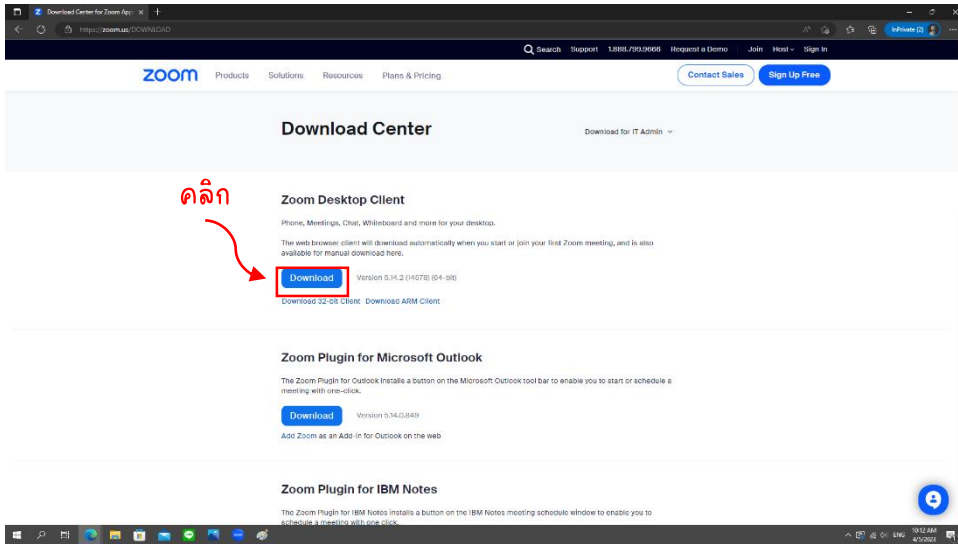 Download Center for Zoom App
https://zoom.us/DOWNLOAD
InPrivate (2)
Search Support 1.888.799.9666 Request a Demo Join Host Sign In
zoom Products Solutions Resources Plans & Pricing Contact Sales Sign Up Free
Download Center
Download for IT Admin
คลิก
Zoom Desktop Client
Phone, Meetings, Chat, Whiteboard and more for your desktop.
The web browser client will download automatically when you start or join your first Zoom meeting, and is also
available for manual download here.
Download Version 5.14.2 (14578) (64-bit)
Download 32-bit Client Download ARM Client
Zoom Plugin for Microsoft Outlook
The Zoom Plugin for Outlook installs a button on the Microsoft Outlook tool bar to enable you to start or schedule a
meeting with one-click.
Download Version 5.14.0.849
Add Zoom as an Add-in for Outlook on the web
Zoom Plugin for IBM Notes
The Zoom Plugin for IBM Notes installs a button on the IBM Notes meeting schedule window to enable you to
schedule a meeting with one click.
ENG 10:12 AM
4/5/2023